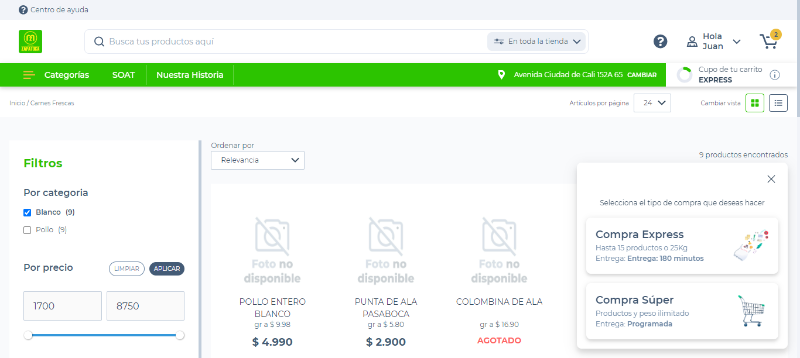 Centro de ayuda
Busca tus productos aquí
En toda la tienda
Hola
Juan
2
Categorías
SOAT
Nuestra Historia
Avenida Ciudad de Cali 152A 65 CAMBIAR
Cupo de tu carrito
EXPRESS
Inicio / Carnes Frescas
Artículos por página
24
Cambiar vista
Filtros
Por categoria
Blanco (9)
Pollo (9)
Por precio
LIMPIAR
APLICAR
1700
8750
Ordenar por
Relevancia
9 productos encontrados
Foto no
disponible
POLLO ENTERO
BLANCO
gr a $ 9.98
$ 4.990
Foto no
disponible
PUNTA DE ALA
PASABOCA
gr a $ 5.80
$ 2.900
Foto no
disponible
COLOMBINA DE ALA
gr a $ 16.90
AGOTADO
Selecciona el tipo de compra que deseas hacer
Compra Express
Hasta 15 productos o 25Kg
Entrega: Entrega: 180 minutos
Compra Súper
Productos y peso ilimitado
Entrega: Programada